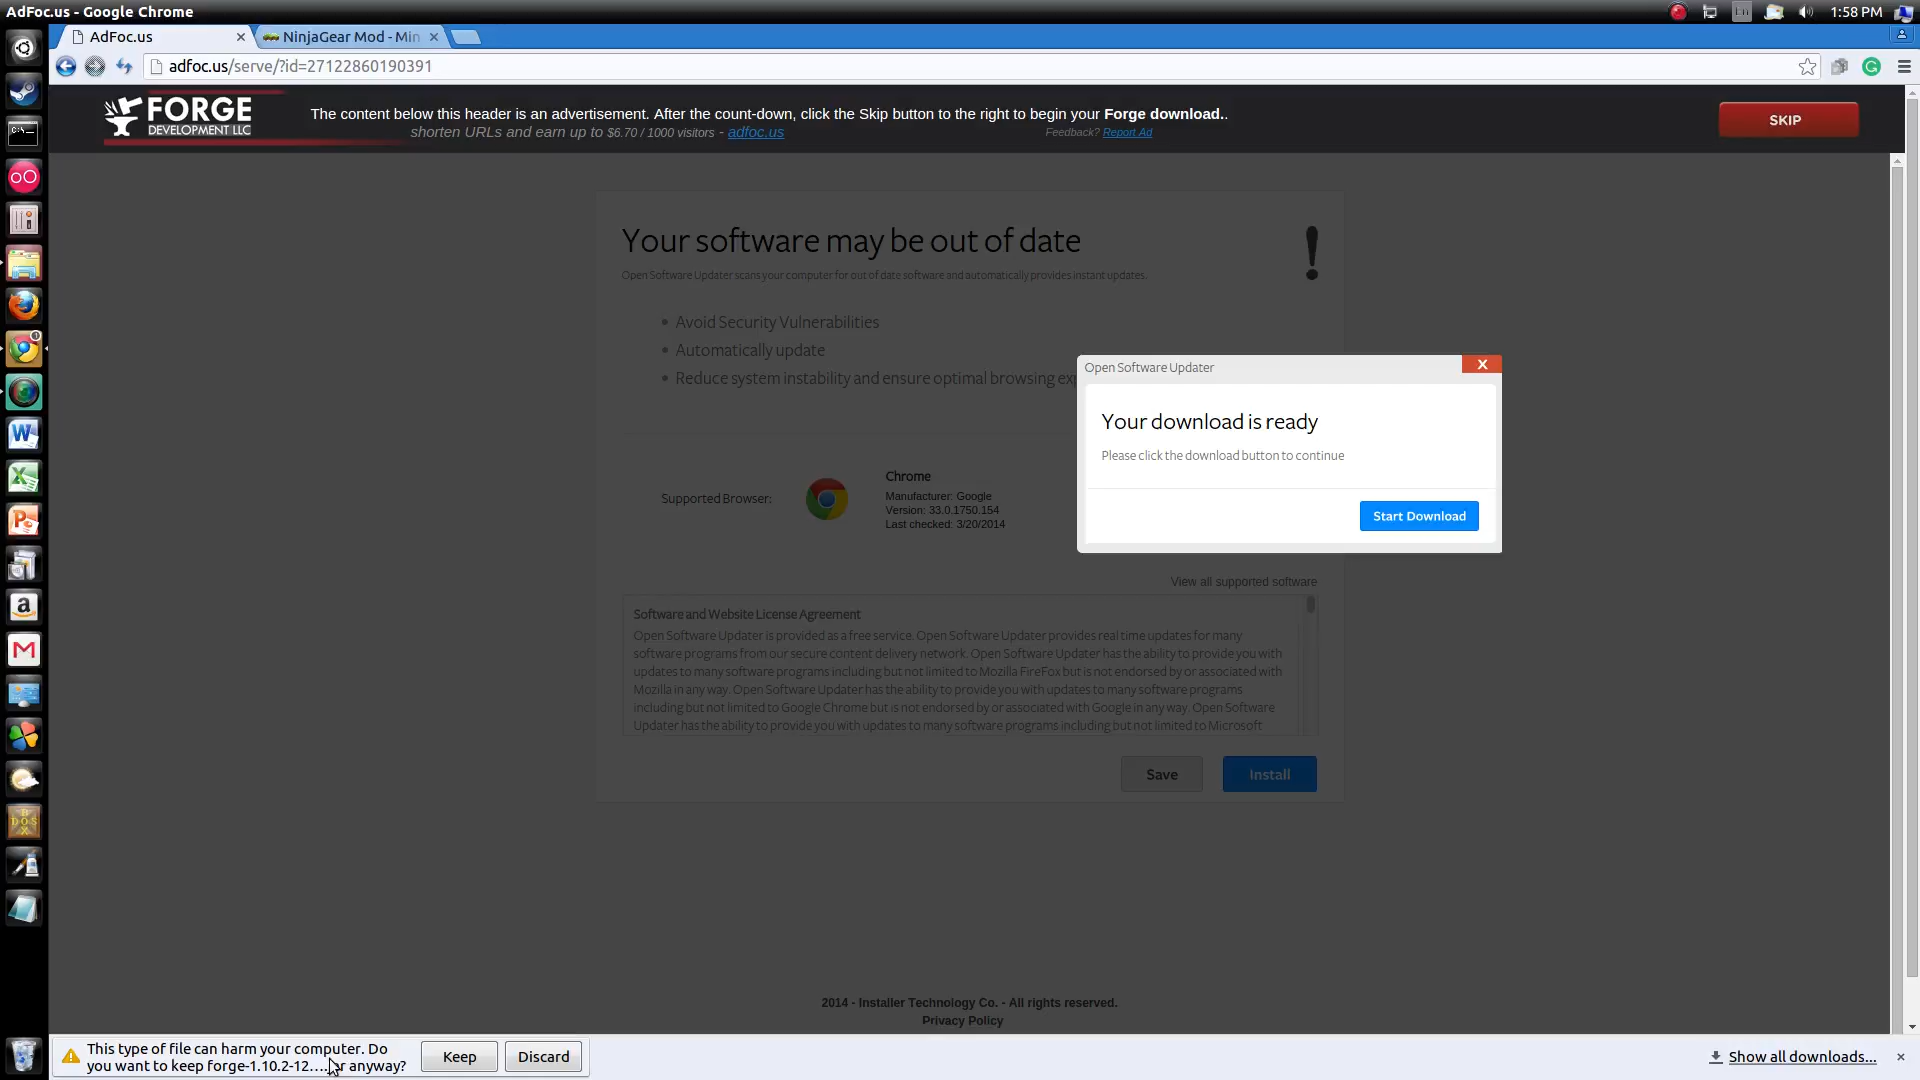 AdFoc.us - Google Chrome
1:58 PM
AdFoc.us
NinjaGear Mod - Min
adfoc.us/serve/?id=27122860190391
FORGE
DEVELOPMENT LLC
The content below this header is an advertisement. After the count-down, click the Skip button to the right to begin your Forge download..
shorten URLs and earn up to $6.70 / 1000 visitors - adfoc.us
Feedback? Report Ad
SKIP
Your software may be out of date
Open Software Updater scans your computer for out of date software and automatically provides instant updates.
• Avoid Security Vulnerabilities
• Automatically update
• Reduce system instability and ensure optimal browsing exp
Open Software Updater
X
Your download is ready
Please click the download button to continue
Start Download
Supported Browser:
Chrome
Manufacturer: Google
Version: 33.0.1750.154
Last checked: 3/20/2014
View all supported software
Software and Website License Agreement
Open Software Updater is provided as a free service. Open Software Updater provides real time updates for many
software programs from our secure content delivery network. Open Software Updater has the ability to provide you with
updates to many software programs including but not limited to Mozilla FireFox but is not endorsed by or associated with
Mozilla in any way. Open Software Updater has the ability to provide you with updates to many software programs
including but not limited to Google Chrome but is not endorsed by or associated with Google in any way. Open Software
Updater has the ability to provide you with updates to many software programs including but not limited to Microsoft
Save
Install
2014 - Installer Technology Co. - All rights reserved.
Privacy Policy
This type of file can harm your computer. Do
you want to keep forge-1.10.2-12.... anyway?
Keep
Discard
Show all downloads...